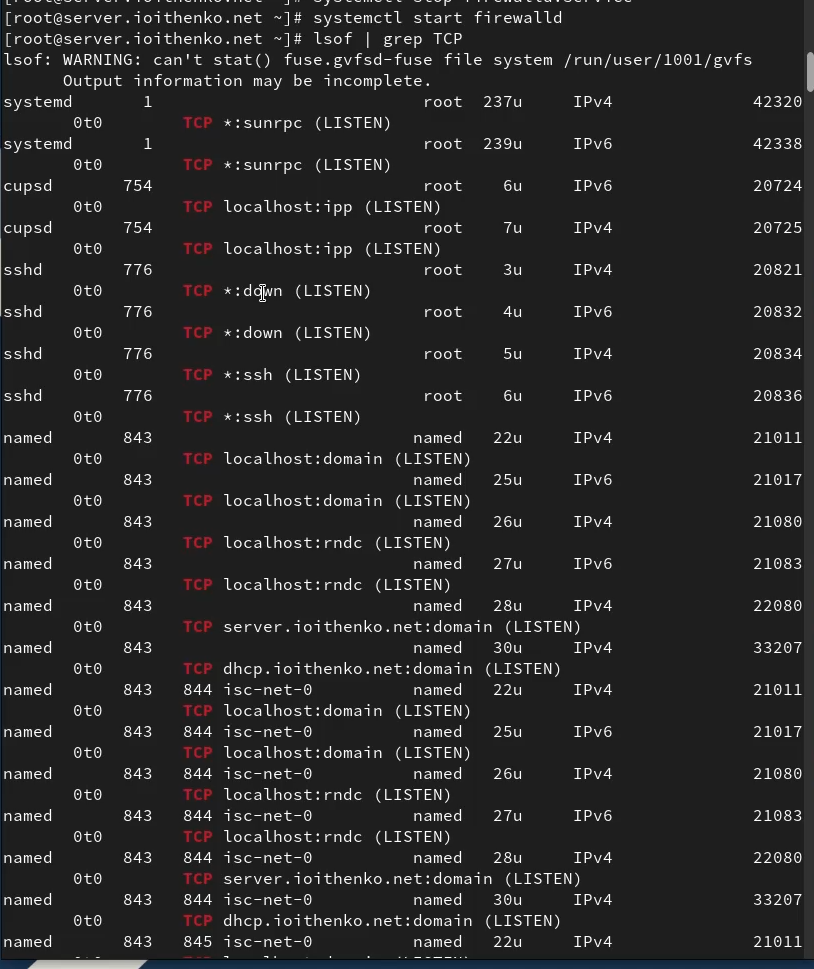 [root@server.ioithenko.net ~]# systemctl start firewalld
[root@server.ioithenko.net ~]# lsof | grep TCP
lsof: WARNING: can't stat() fuse.gvfsd-fuse file system /run/user/1001/gvfs
      Output information may be incomplete.
systemd 1 root 237u IPv4 42320
0t0 TCP *:sunrpc (LISTEN)
systemd 1 root 239u IPv6 42338
0t0 TCP *:sunrpc (LISTEN)
cupsd 754 root 6u IPv6 20724
0t0 TCP localhost:ipp (LISTEN)
cupsd 754 root 7u IPv4 20725
0t0 TCP localhost:ipp (LISTEN)
sshd 776 root 3u IPv4 20821
0t0 TCP *:down (LISTEN)
sshd 776 root 4u IPv6 20832
0t0 TCP *:down (LISTEN)
sshd 776 root 5u IPv4 20834
0t0 TCP *:ssh (LISTEN)
sshd 776 root 6u IPv6 20836
0t0 TCP *:ssh (LISTEN)
named 843 named 22u IPv4 21011
0t0 TCP localhost:domain (LISTEN)
named 843 named 25u IPv6 21017
0t0 TCP localhost:domain (LISTEN)
named 843 named 26u IPv4 21080
0t0 TCP localhost:rndc (LISTEN)
named 843 named 27u IPv6 21083
0t0 TCP localhost:rndc (LISTEN)
named 843 named 28u IPv4 22080
0t0 TCP server.ioithenko.net:domain (LISTEN)
named 843 named 30u IPv4 33207
0t0 TCP dhcp.ioithenko.net:domain (LISTEN)
named 843 844 isc-net-0 named 22u IPv4 21011
0t0 TCP localhost:domain (LISTEN)
named 843 844 isc-net-0 named 25u IPv6 21017
0t0 TCP localhost:domain (LISTEN)
named 843 844 isc-net-0 named 26u IPv4 21080
0t0 TCP localhost:rndc (LISTEN)
named 843 844 isc-net-0 named 27u IPv6 21083
0t0 TCP localhost:rndc (LISTEN)
named 843 844 isc-net-0 named 28u IPv4 22080
0t0 TCP server.ioithenko.net:domain (LISTEN)
named 843 844 isc-net-0 named 30u IPv4 33207
0t0 TCP dhcp.ioithenko.net:domain (LISTEN)
named 843 845 isc-net-0 named 22u IPv4 21011